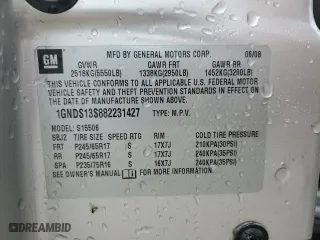 GM
MFD BY GENERAL MOTORS CORP. 06/08
GVWR GAWR FRT GAWR RR
2518KG(5550LB) 1338KG(2950LB) 1452KG(3200LB)
THIS VEHICLE CONFORMS TO ALL APPLICABLE U.S. FEDERAL MOTOR
VEHICLE SAFETY AND THEFT PREVENTION STANDARDS IN EFFECT ON
THE DATE OF MANUFACTURE SHOWN ABOVE.
1GNDS13S882231427 TYPE: M.P.V.
MODEL: S15506
SBJ2 TIRE SIZE SPEED RTG RIM COLD TIRE PRESSURE
FRT P245/65R17 S 17X7J 210KPA(30PSI)
RR P245/65R17 S 17X7J 240KPA(35PSI)
SPA P235/75R16 S 16X7J 240KPA(35PSI)
SEE OWNER'S MANUAL FOR ADDITIONAL INFORMATION
© AutoBidMaster